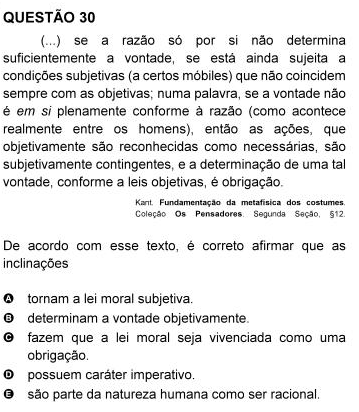 QUESTÃO 30
(...) se a razão só por si não determina
suficientemente a vontade, se está ainda sujeita a
condições subjetivas (a certos móbiles) que não coincidem
sempre com as objetivas; numa palavra, se a vontade não
é em si plenamente conforme à razão (como acontece
realmente entre os homens), então as ações, que
objetivamente são reconhecidas como necessárias, são
subjetivamente contingentes, e a determinação de uma tal
vontade, conforme a leis objetivas, é obrigação.
Kant. Fundamentação da metafísica dos costumes.
Coleção Os Pensadores. Segunda Seção, §12.
De acordo com esse texto, é correto afirmar que as
inclinações
A tornam a lei moral subjetiva.
B determinam a vontade objetivamente.
C fazem que a lei moral seja vivenciada como uma
obrigação.
D possuem caráter imperativo.
E são parte da natureza humana como ser racional.